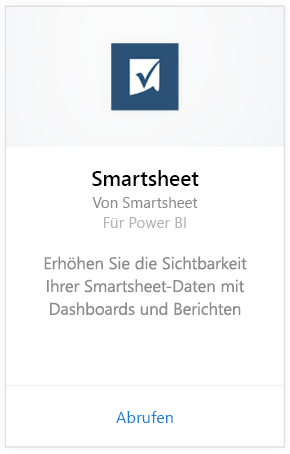 Smartsheet
Von Smartsheet
Für Power BI
Erhöhen Sie die Sichtbarkeit
Ihrer Smartsheet-Daten mit
Dashboards und Berichten
Abrufen